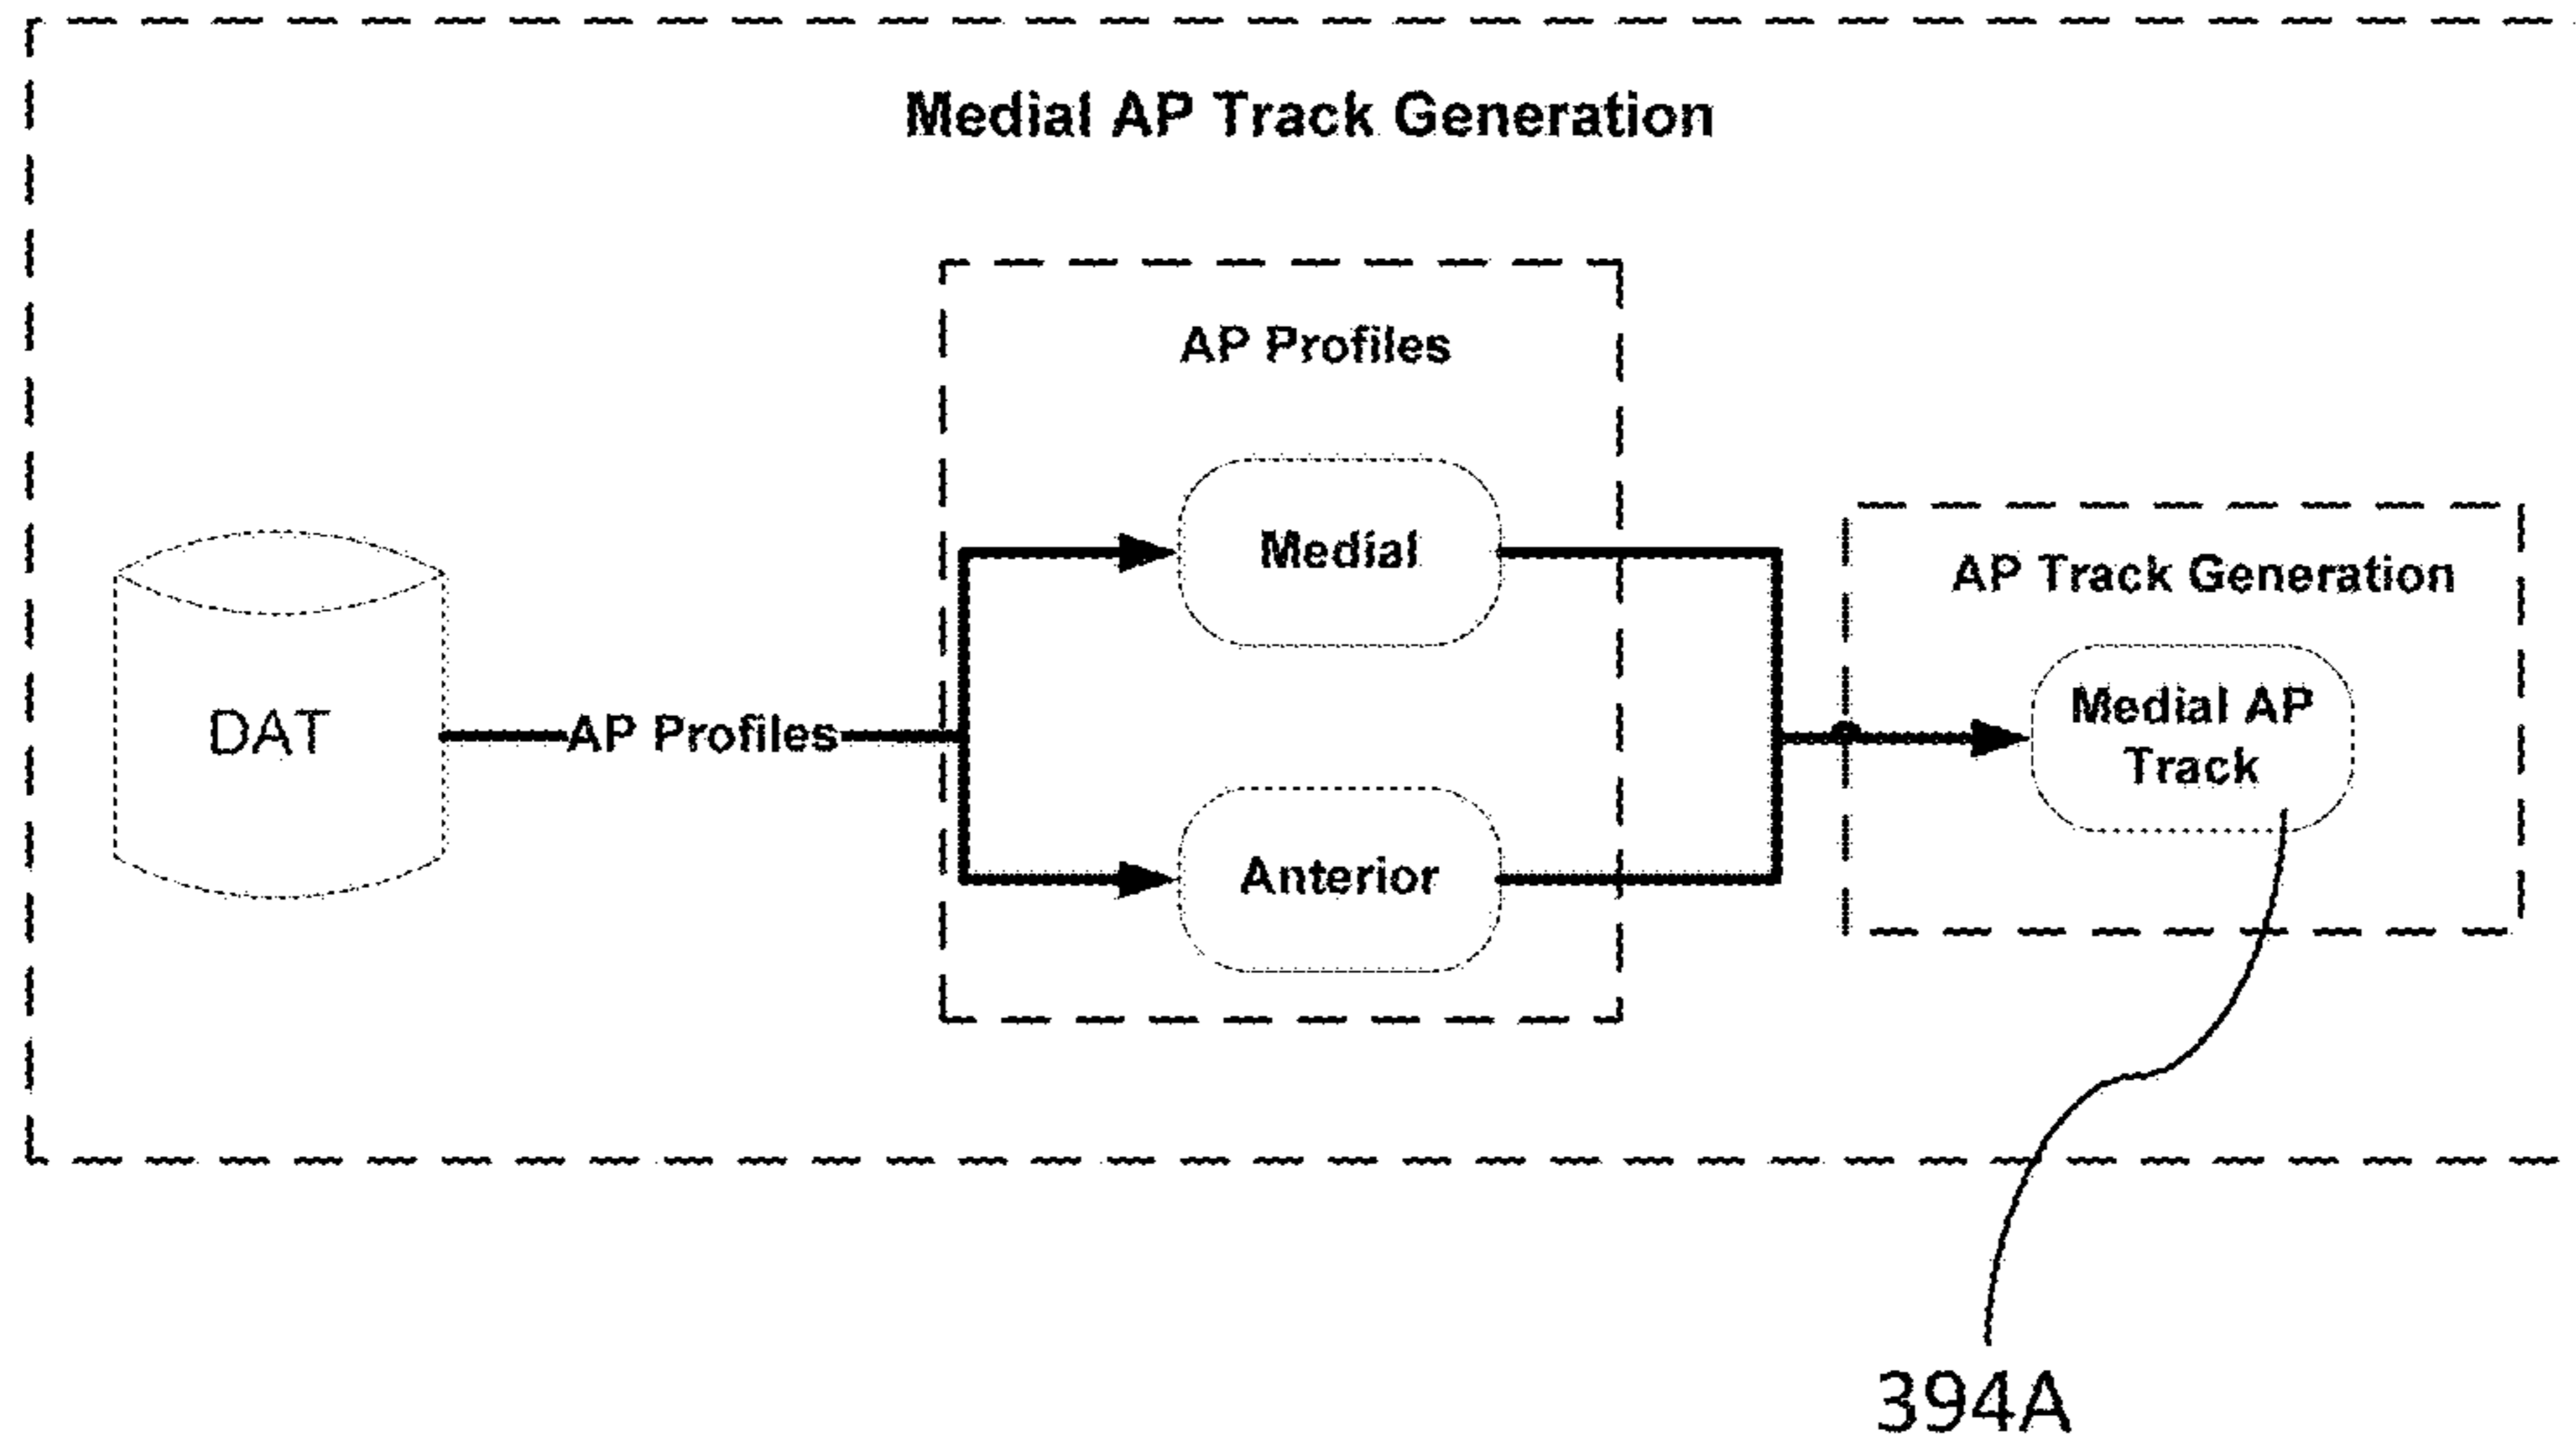 Medial AP Track Generation
AP Profiles
Medial
AP Track Generation
DAT
AP Profiles
Medial AP
Track
Anterior
394A